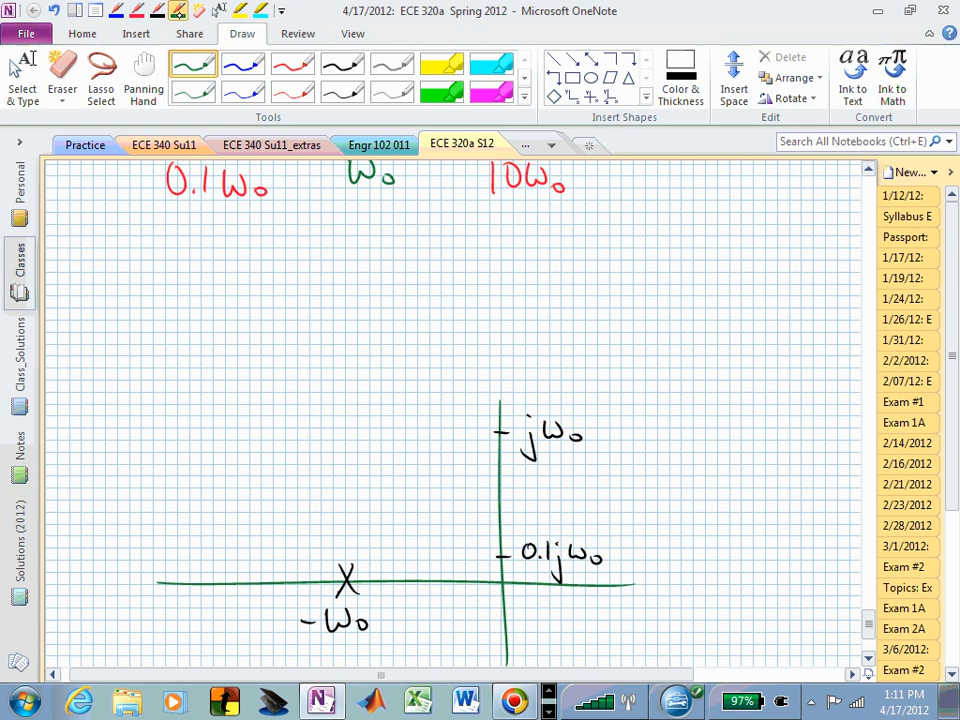 4/17/2012: ECE 320a Spring 2012 - Microsoft OneNote
File Home Insert Share Draw Review View
Select & Type
Eraser
Lasso Select
Panning Hand
Color & Thickness
Insert Space
Delete
Arrange
Rotate
Ink to Text
Ink to Math
Tools Insert Shapes Edit Convert
Practice ECE 340 Su11 ECE 340 Su11_extras Engr 102 011 ECE 320a S12 ... Search All Notebooks (Ctrl+E)
Personal
Classes
Class_Solutions
Notes
Solutions (2012)
0.1ω₀ ω₀ 10ω₀
jω₀
0.1jω₀
-ω₀
New...
1/12/12:
Syllabus E
Passport:
1/17/12:
1/19/12:
1/24/12:
1/26/12: E
1/31/12:
2/2/2012:
2/07/12: E
Exam #1
Exam 1A
2/14/2012
2/16/2012
2/21/2012
2/23/2012
2/28/2012
3/1/2012:
Exam #2
Topics: Ex
Exam 1A
Exam 2A
3/6/2012:
Exam #2
97%
1:11 PM
4/17/2012